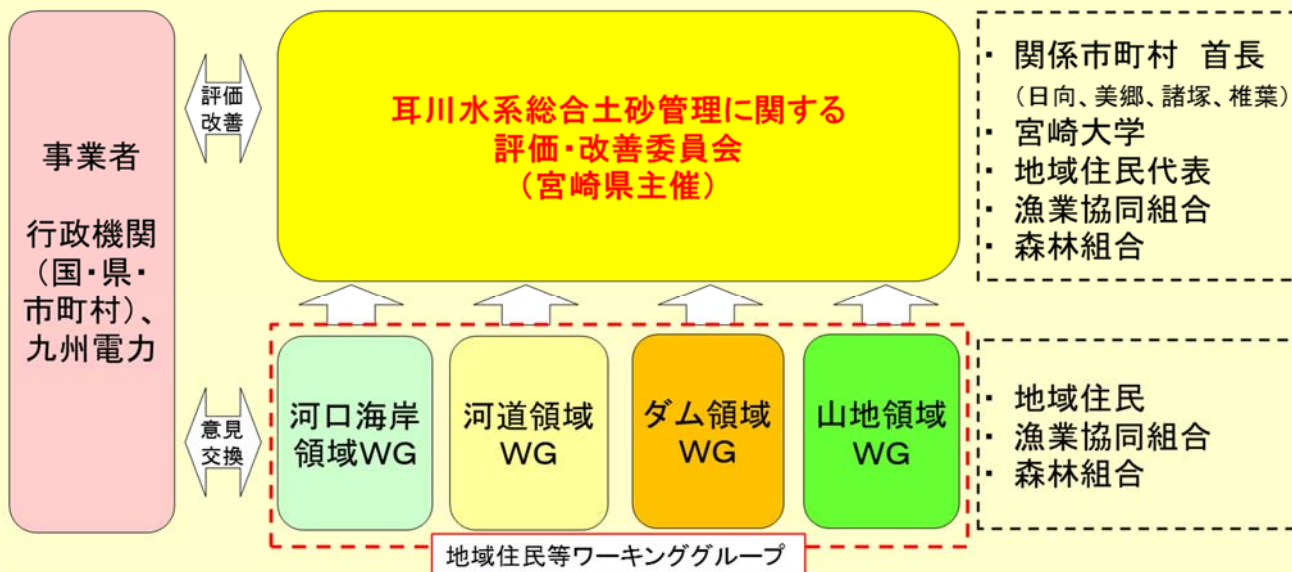 事業者
行政機関
(国・県・
市町村)、
九州電力
評価
改善
耳川水系総合土砂管理に関する
評価・改善委員会
(宮崎県主催)
・ 関係市町村 首長
(日向、美郷、諸塚、椎葉)
・ 宮崎大学
・ 地域住民代表
・ 漁業協同組合
・ 森林組合
意見
交換
河口海岸
領域WG
河道領域
WG
ダム領域
WG
山地領域
WG
・ 地域住民
・ 漁業協同組合
・ 森林組合
地域住民等ワーキンググループ